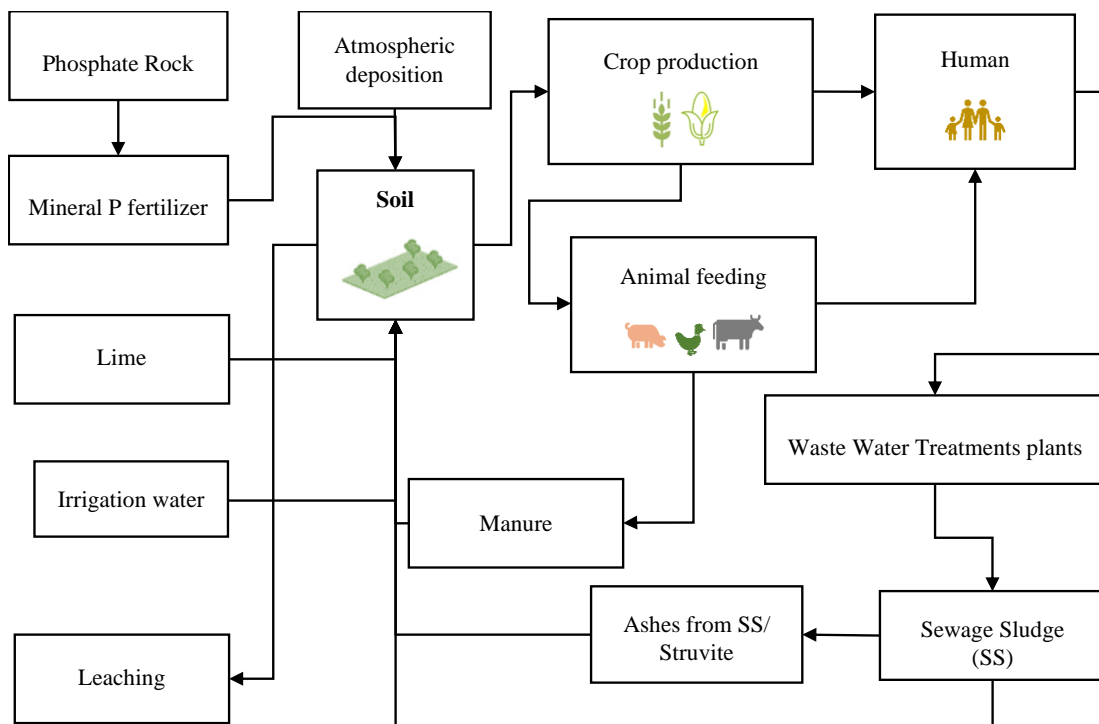 Phosphate Rock
Atmospheric
deposition
Crop production
Human
Mineral P fertilizer
Soil
Animal feeding
Lime
Waste Water Treatments plants
Irrigation water
Manure
Ashes from SS/
Struvite
Sewage Sludge
(SS)
Leaching